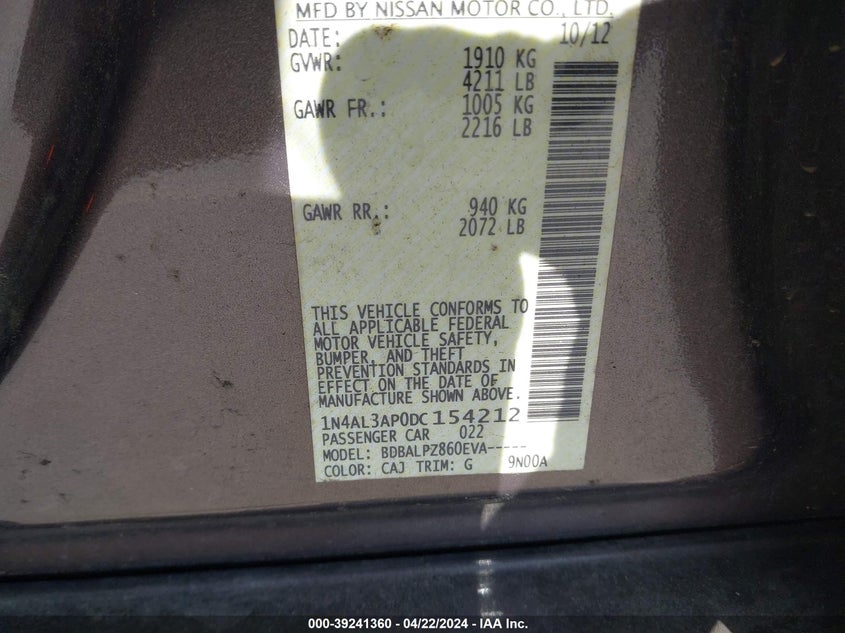 MFD BY NISSAN MOTOR CO., LTD.
DATE: 10/12
GVWR: 1910 KG
4211 LB
GAWR FR.: 1005 KG
2216 LB
GAWR RR.: 940 KG
2072 LB
THIS VEHICLE CONFORMS TO
ALL APPLICABLE FEDERAL
MOTOR VEHICLE SAFETY,
BUMPER, AND THEFT
PREVENTION STANDARDS IN
EFFECT ON THE DATE OF
MANUFACTURE SHOWN ABOVE.
1N4AL3AP0DC154212
PASSENGER CAR 022
MODEL: BDBALPZ860EVA-----
COLOR: CAJ TRIM: G 9N00A
000-39241360 - 04/22/2024 - IAA Inc.